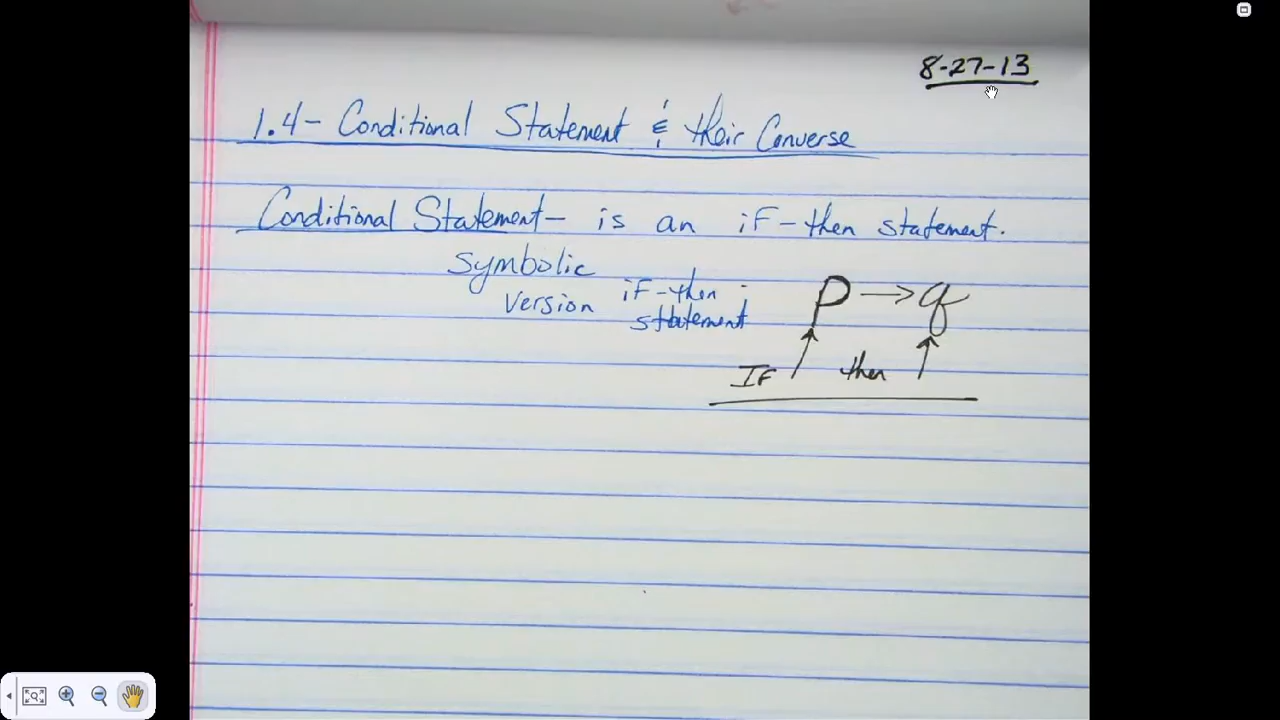 8-27-13
1.4- Conditional Statement & their Converse
Conditional Statement- is an if-then statement.
Symbolic
version if-then :
statement
P → q
If then